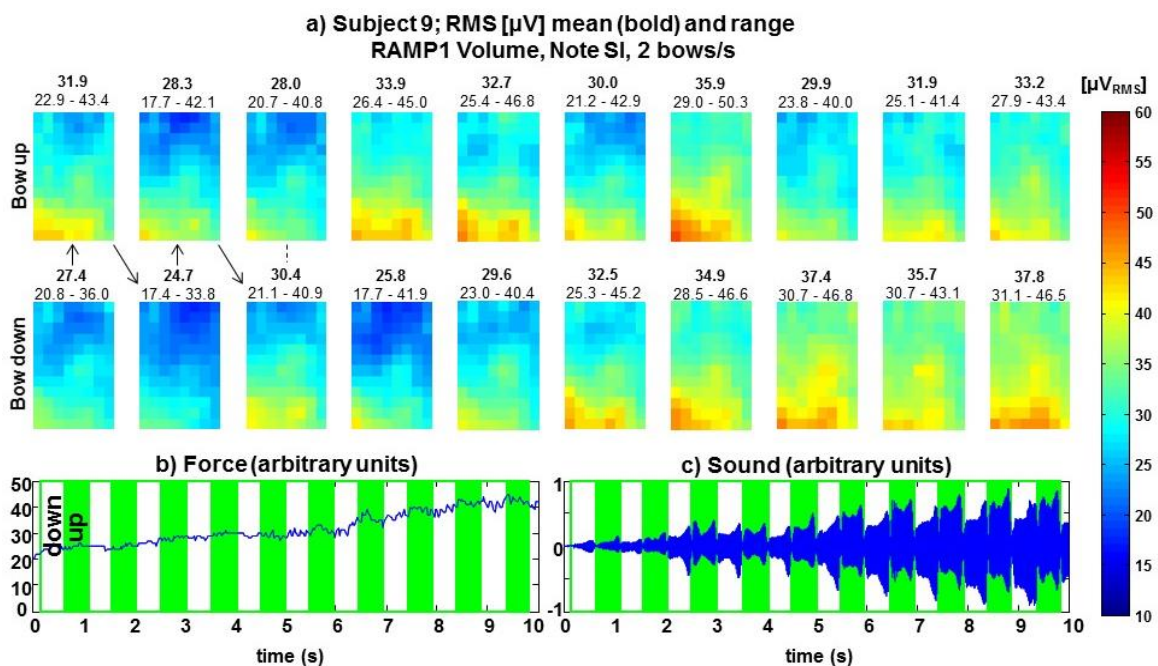 a) Subject 9; RMS [µV] mean (bold) and range
RAMP1 Volume, Note SI, 2 bows/s
31.9 28.3 28.0 33.9 32.7 30.0 35.9 29.9 31.9 33.2
22.9 - 43.4 17.7 - 42.1 20.7 - 40.8 26.4 - 45.0 25.4 - 46.8 21.2 - 42.9 29.0 - 50.3 23.8 - 40.0 25.1 - 41.4 27.9 - 43.4
[µVRMS]
60
55
50
45
40
35
30
25
20
15
10
Bow up
27.4 24.7 30.4 25.8 29.6 32.5 34.9 37.4 35.7 37.8
20.8 - 36.0 17.4 - 33.8 21.1 - 40.9 17.7 - 41.9 23.0 - 40.4 25.3 - 45.2 28.5 - 46.6 30.7 - 46.8 30.7 - 43.1 31.1 - 46.5
Bow down
b) Force (arbitrary units)
50
40
30
20
10
0
down
up
0 1 2 3 4 5 6 7 8 9 10
time (s)
c) Sound (arbitrary units)
1
0
-1
0 1 2 3 4 5 6 7 8 9 10
time (s)